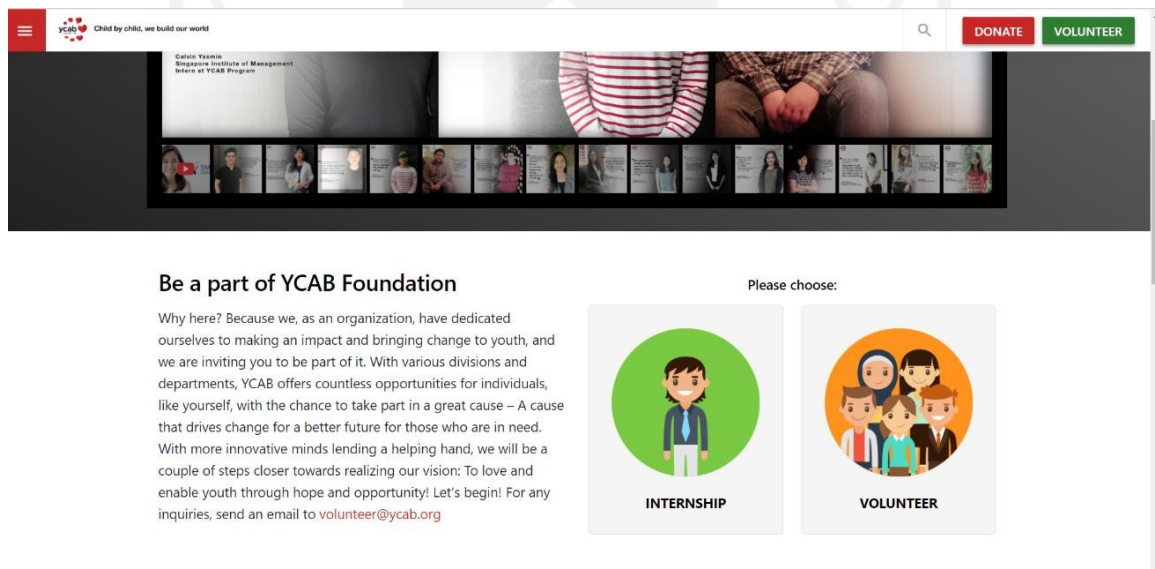 ycab
Child by child, we build our world
DONATE
VOLUNTEER
Calvin Yasmin
Singapore Institute of Management
Intern at YCAB Program
Be a part of YCAB Foundation
Why here? Because we, as an organization, have dedicated
ourselves to making an impact and bringing change to youth, and
we are inviting you to be part of it. With various divisions and
departments, YCAB offers countless opportunities for individuals,
like yourself, with the chance to take part in a great cause – A cause
that drives change for a better future for those who are in need.
With more innovative minds lending a helping hand, we will be a
couple of steps closer towards realizing our vision: To love and
enable youth through hope and opportunity! Let's begin! For any
inquiries, send an email to volunteer@ycab.org
Please choose:
INTERNSHIP
VOLUNTEER